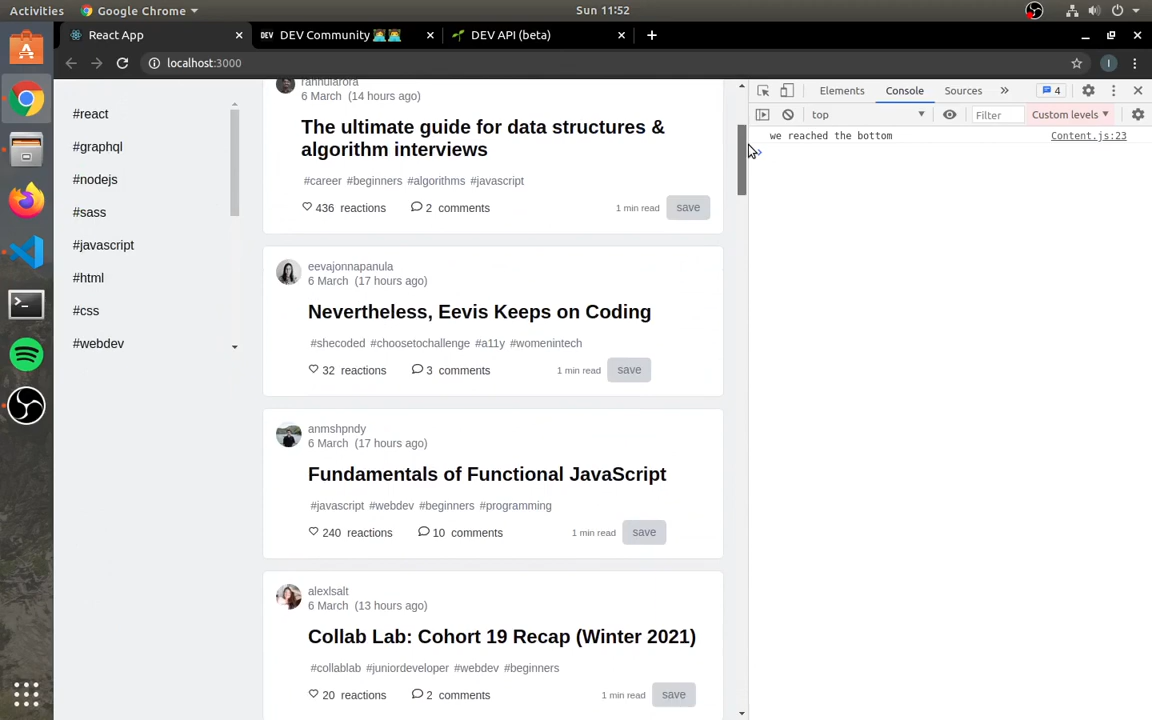 Activities Google Chrome Sun 11:52
React App DEV DEV Community DEV API (beta)
localhost:3000
#react
#graphql
#nodejs
#sass
#javascript
#html
#css
#webdev
rahhularora
6 March (14 hours ago)
The ultimate guide for data structures &
algorithm interviews
#career #beginners #algorithms #javascript
436 reactions 2 comments 1 min read save
eevajonnapanula
6 March (17 hours ago)
Nevertheless, Eevis Keeps on Coding
#shecoded #choosetochallenge #a11y #womenintech
32 reactions 3 comments 1 min read save
anmshpndy
6 March (17 hours ago)
Fundamentals of Functional JavaScript
#javascript #webdev #beginners #programming
240 reactions 10 comments 1 min read save
alexlsalt
6 March (13 hours ago)
Collab Lab: Cohort 19 Recap (Winter 2021)
#collablab #juniordeveloper #webdev #beginners
20 reactions 2 comments 1 min read save
Elements Console Sources » 4
top Filter Custom levels
we reached the bottom Content.js:23